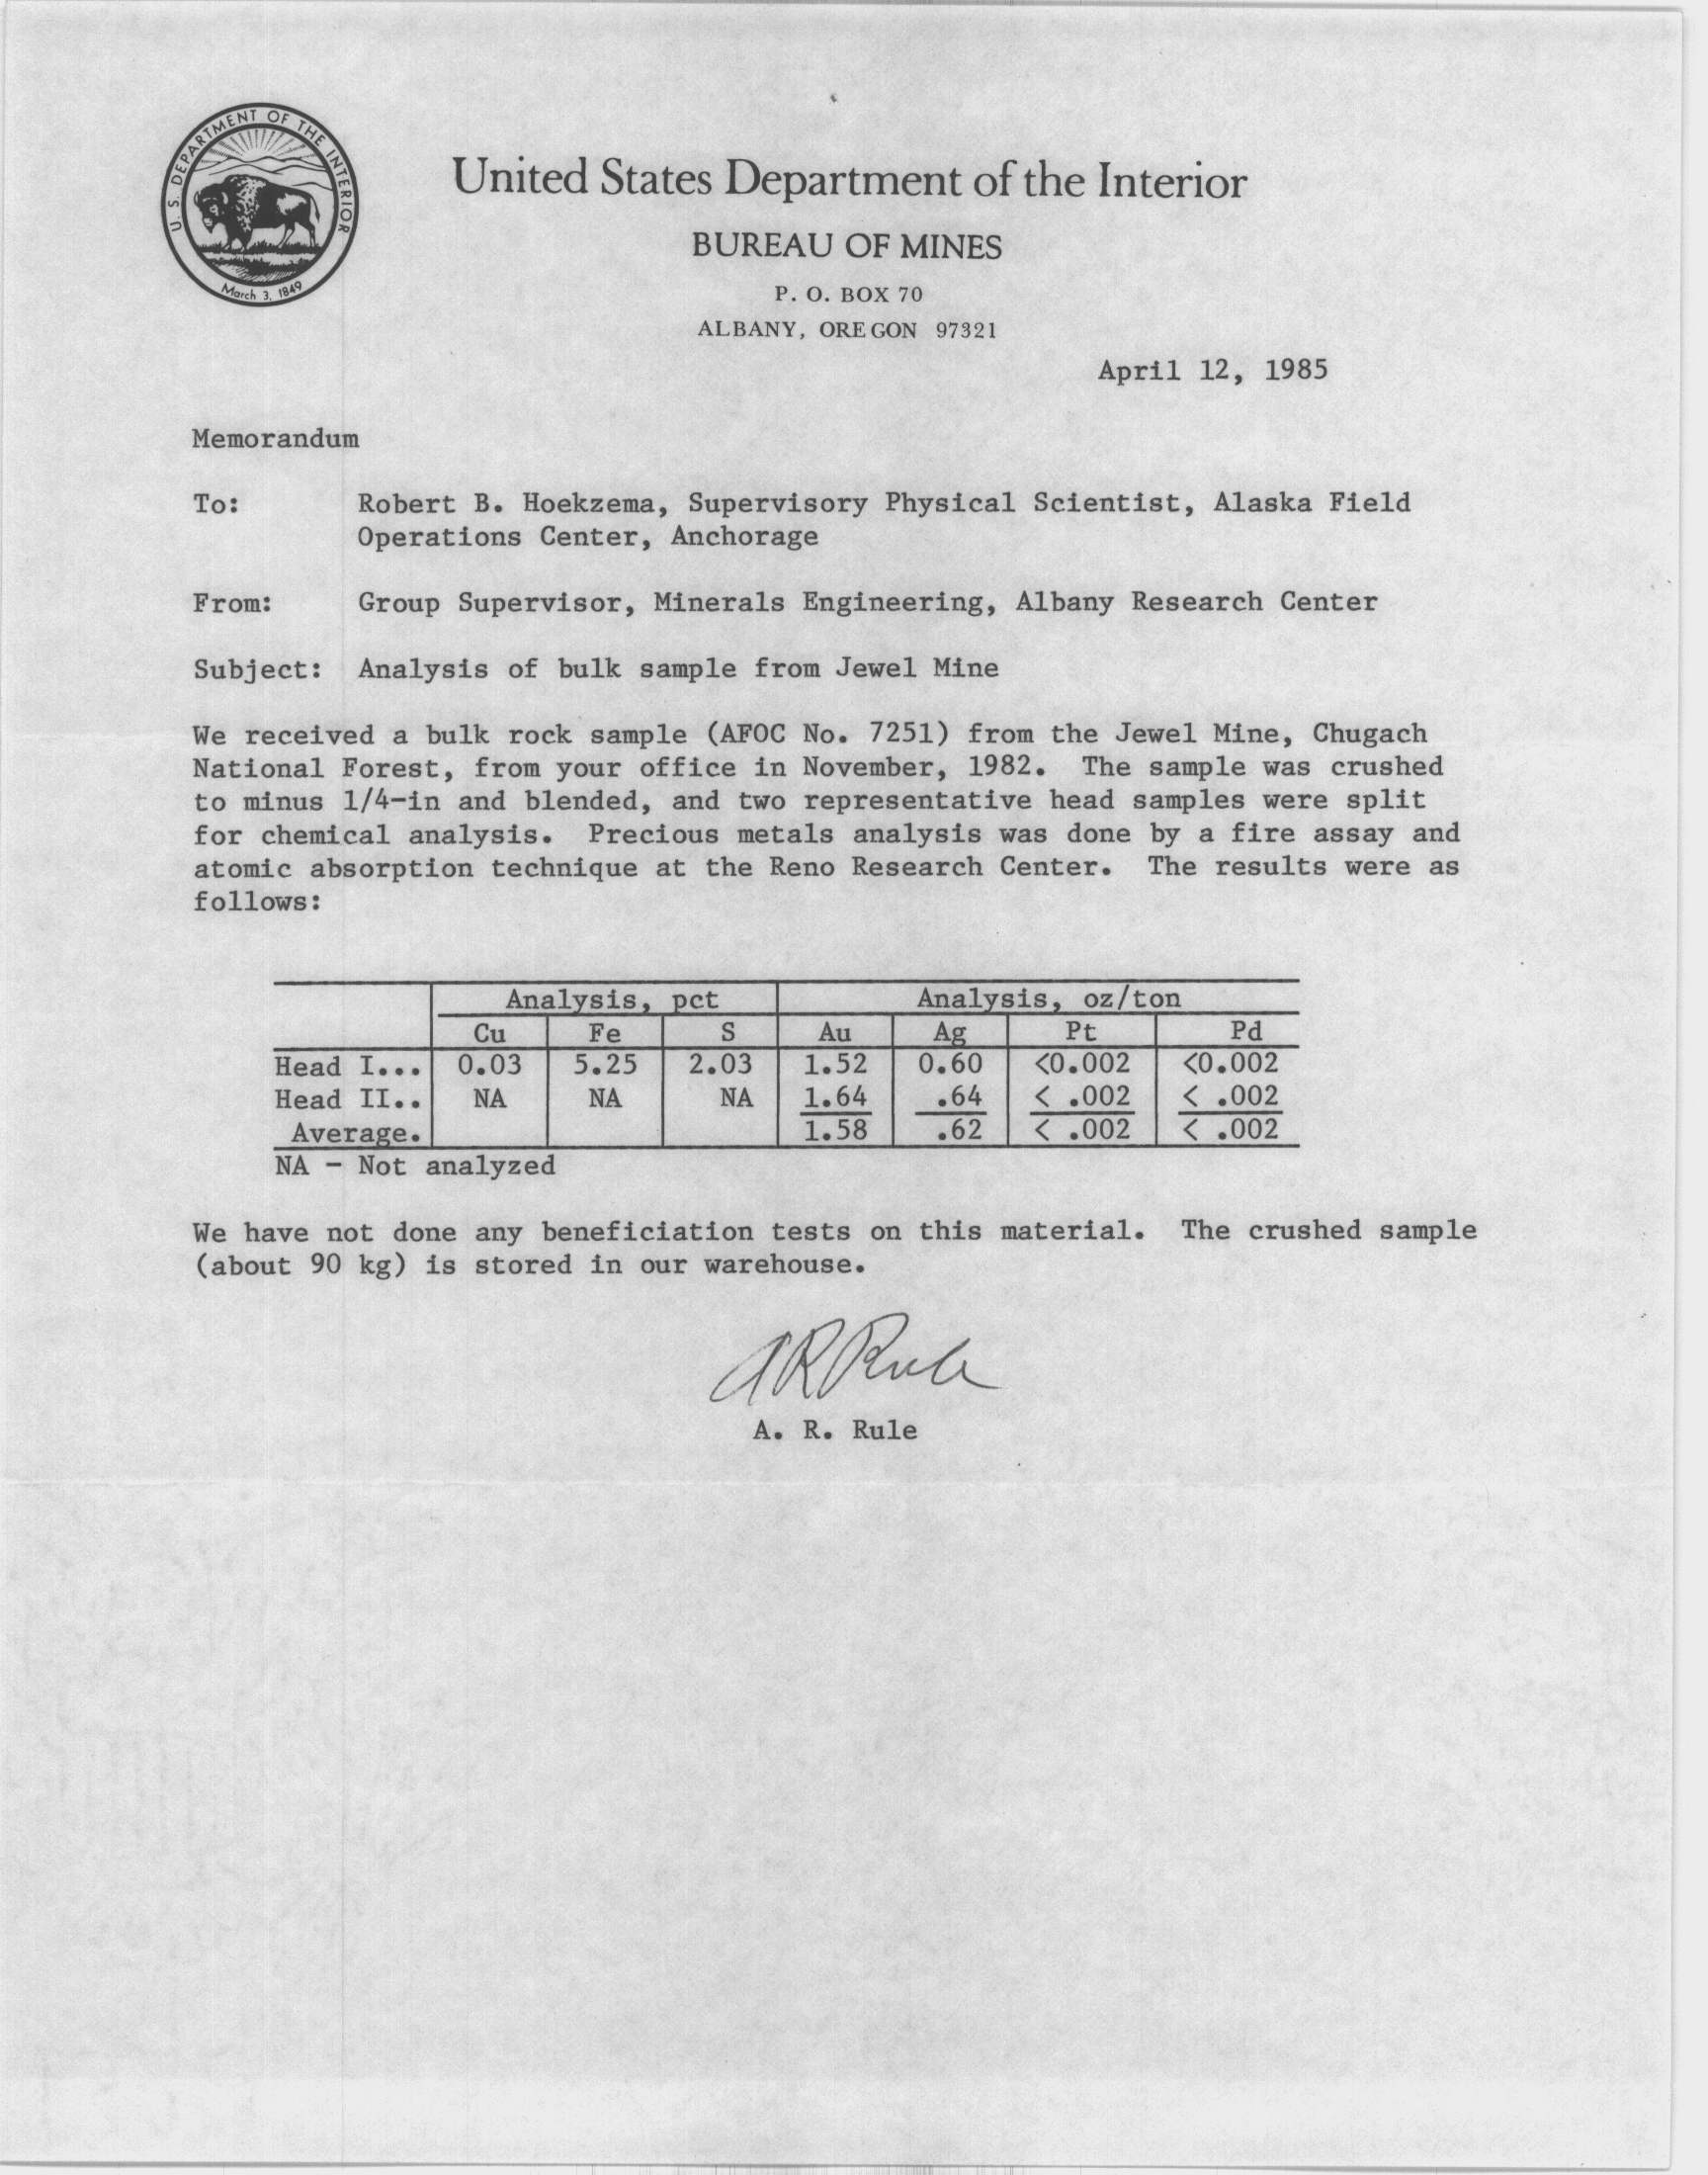 U. S. DEPARTMENT OF THE INTERIOR
March 3, 1849
United States Department of the Interior
BUREAU OF MINES
P. O. BOX 70
ALBANY, OREGON 97321
April 12, 1985
Memorandum
To: Robert B. Hoekzema, Supervisory Physical Scientist, Alaska Field
Operations Center, Anchorage
From: Group Supervisor, Minerals Engineering, Albany Research Center
Subject: Analysis of bulk sample from Jewel Mine
We received a bulk rock sample (AFOC No. 7251) from the Jewel Mine, Chugach
National Forest, from your office in November, 1982. The sample was crushed
to minus 1/4-in and blended, and two representative head samples were split
for chemical analysis. Precious metals analysis was done by a fire assay and
atomic absorption technique at the Reno Research Center. The results were as
follows:
Analysis, pct Analysis, oz/ton
Cu Fe S Au Ag Pt Pd
Head I... 0.03 5.25 2.03 1.52 0.60 <0.002 <0.002
Head II.. NA NA NA 1.64 .64 < .002 < .002
Average. 1.58 .62 < .002 < .002
NA - Not analyzed
We have not done any beneficiation tests on this material. The crushed sample
(about 90 kg) is stored in our warehouse.
A R Rule
A. R. Rule